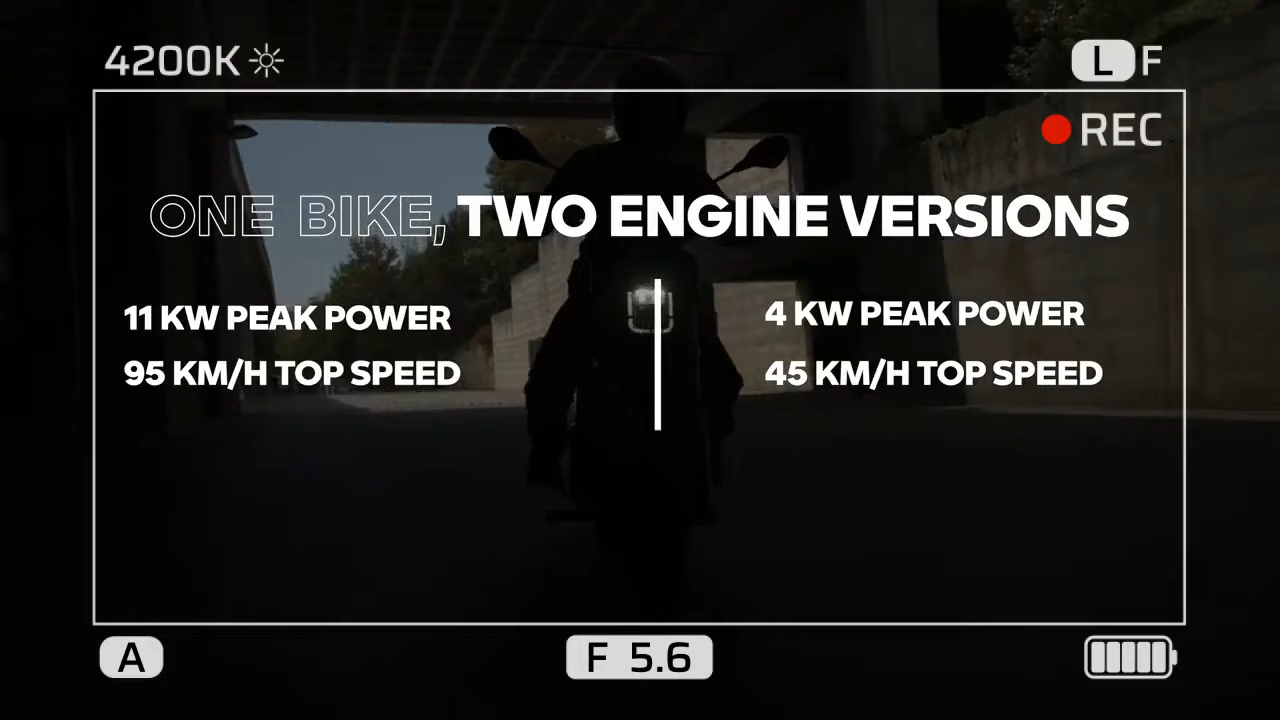 4200K
L F
REC
ONE BIKE, TWO ENGINE VERSIONS
11 KW PEAK POWER
95 KM/H TOP SPEED
4 KW PEAK POWER
45 KM/H TOP SPEED
A
F 5.6